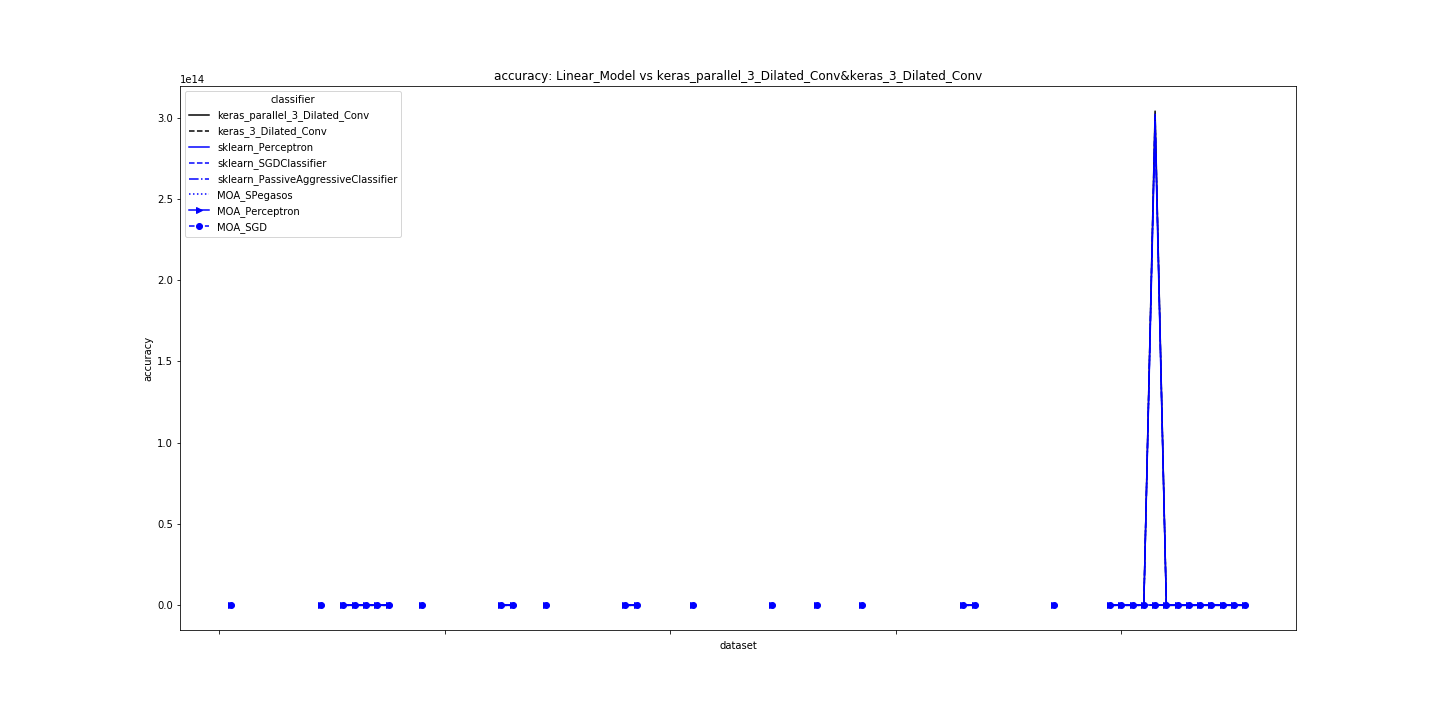 accuracy: Linear_Model vs keras_parallel_3_Dilated_Conv&keras_3_Dilated_Conv
1e14
classifier
keras_parallel_3_Dilated_Conv
keras_3_Dilated_Conv
sklearn_Perceptron
sklearn_SGDClassifier
sklearn_PassiveAggressiveClassifier
MOA_SPegasos
MOA_Perceptron
MOA_SGD
3.0
2.5
2.0
1.5
1.0
0.5
0.0
accuracy
dataset